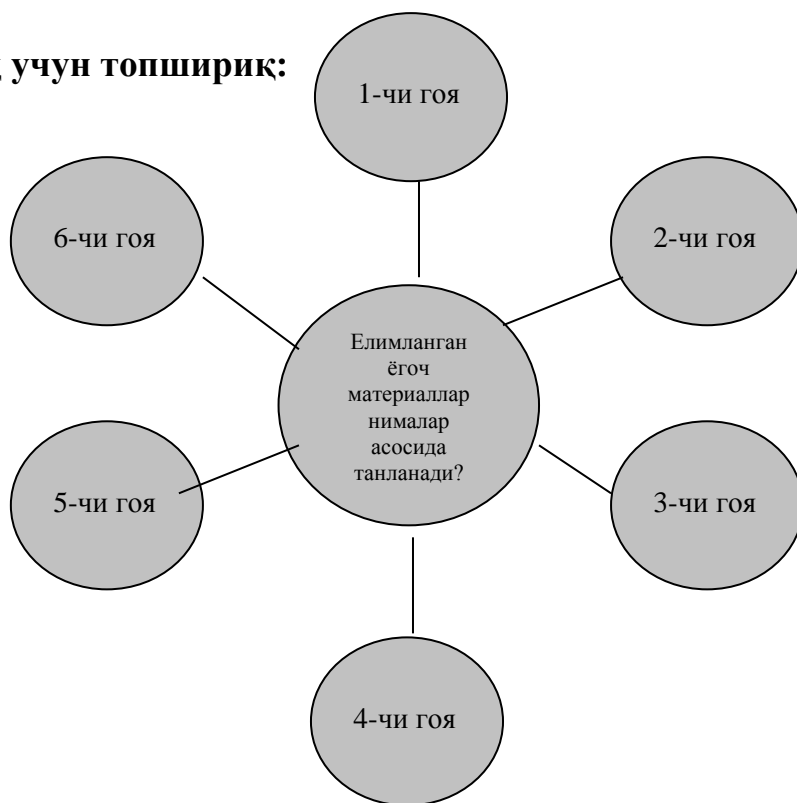 учун топшириқ:
1-чи гоя
6-чи гоя
2-чи гоя
Елимланган
ёгоч
материаллар
нималар
асосида
танланади?
5-чи гоя
3-чи гоя
4-чи гоя